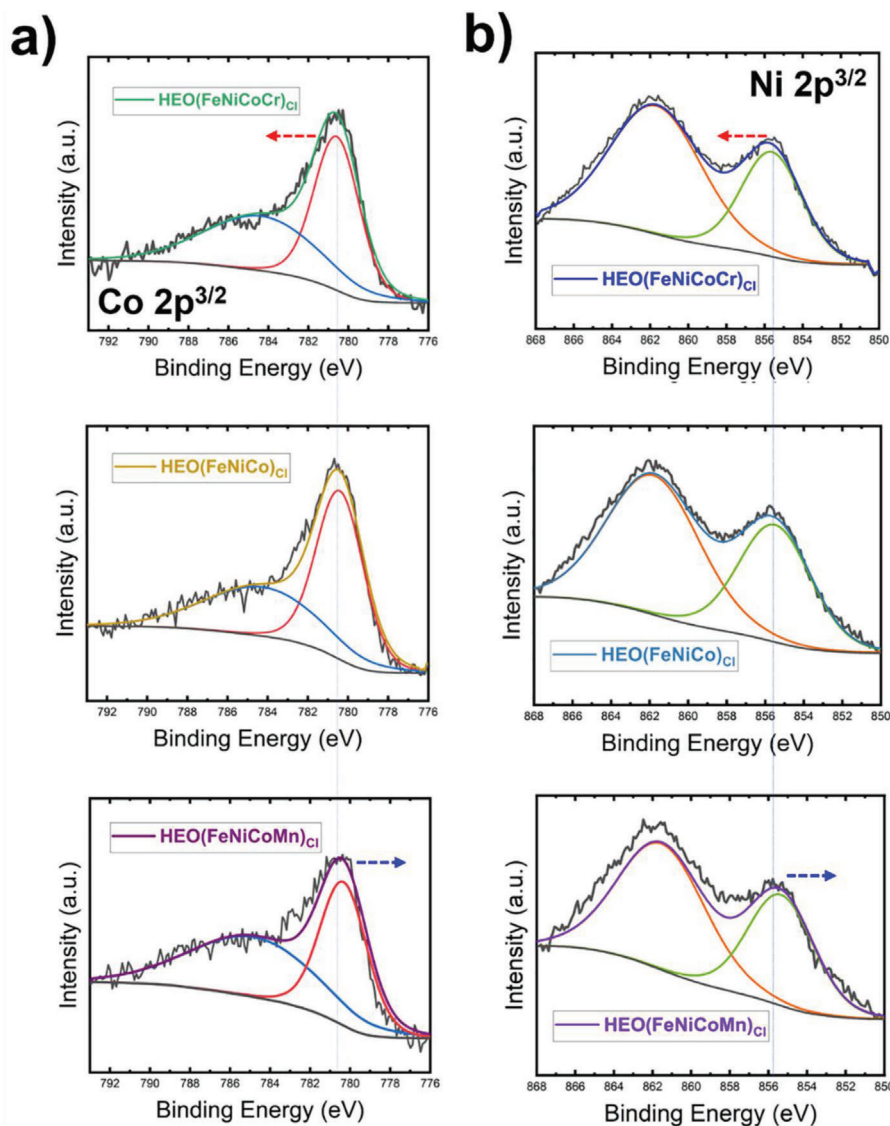 a)
HEO(FeNiCoCr)Cl
Co 2p3/2
Intensity (a.u.)
792 790 788 786 784 782 780 778 776
Binding Energy (eV)
HEO(FeNiCo)Cl
Intensity (a.u.)
792 790 788 786 784 782 780 778 776
Binding Energy (eV)
HEO(FeNiCoMn)Cl
Intensity (a.u.)
792 790 788 786 784 782 780 778 776
Binding Energy (eV)
b)
Ni 2p3/2
HEO(FeNiCoCr)Cl
Intensity (a.u.)
868 866 864 862 860 858 856 854 852 850
Binding Energy (eV)
HEO(FeNiCo)Cl
Intensity (a.u.)
868 866 864 862 860 858 856 854 852 850
Binding Energy (eV)
HEO(FeNiCoMn)Cl
Intensity (a.u.)
868 866 864 862 860 858 856 854 852 850
Binding Energy (eV)